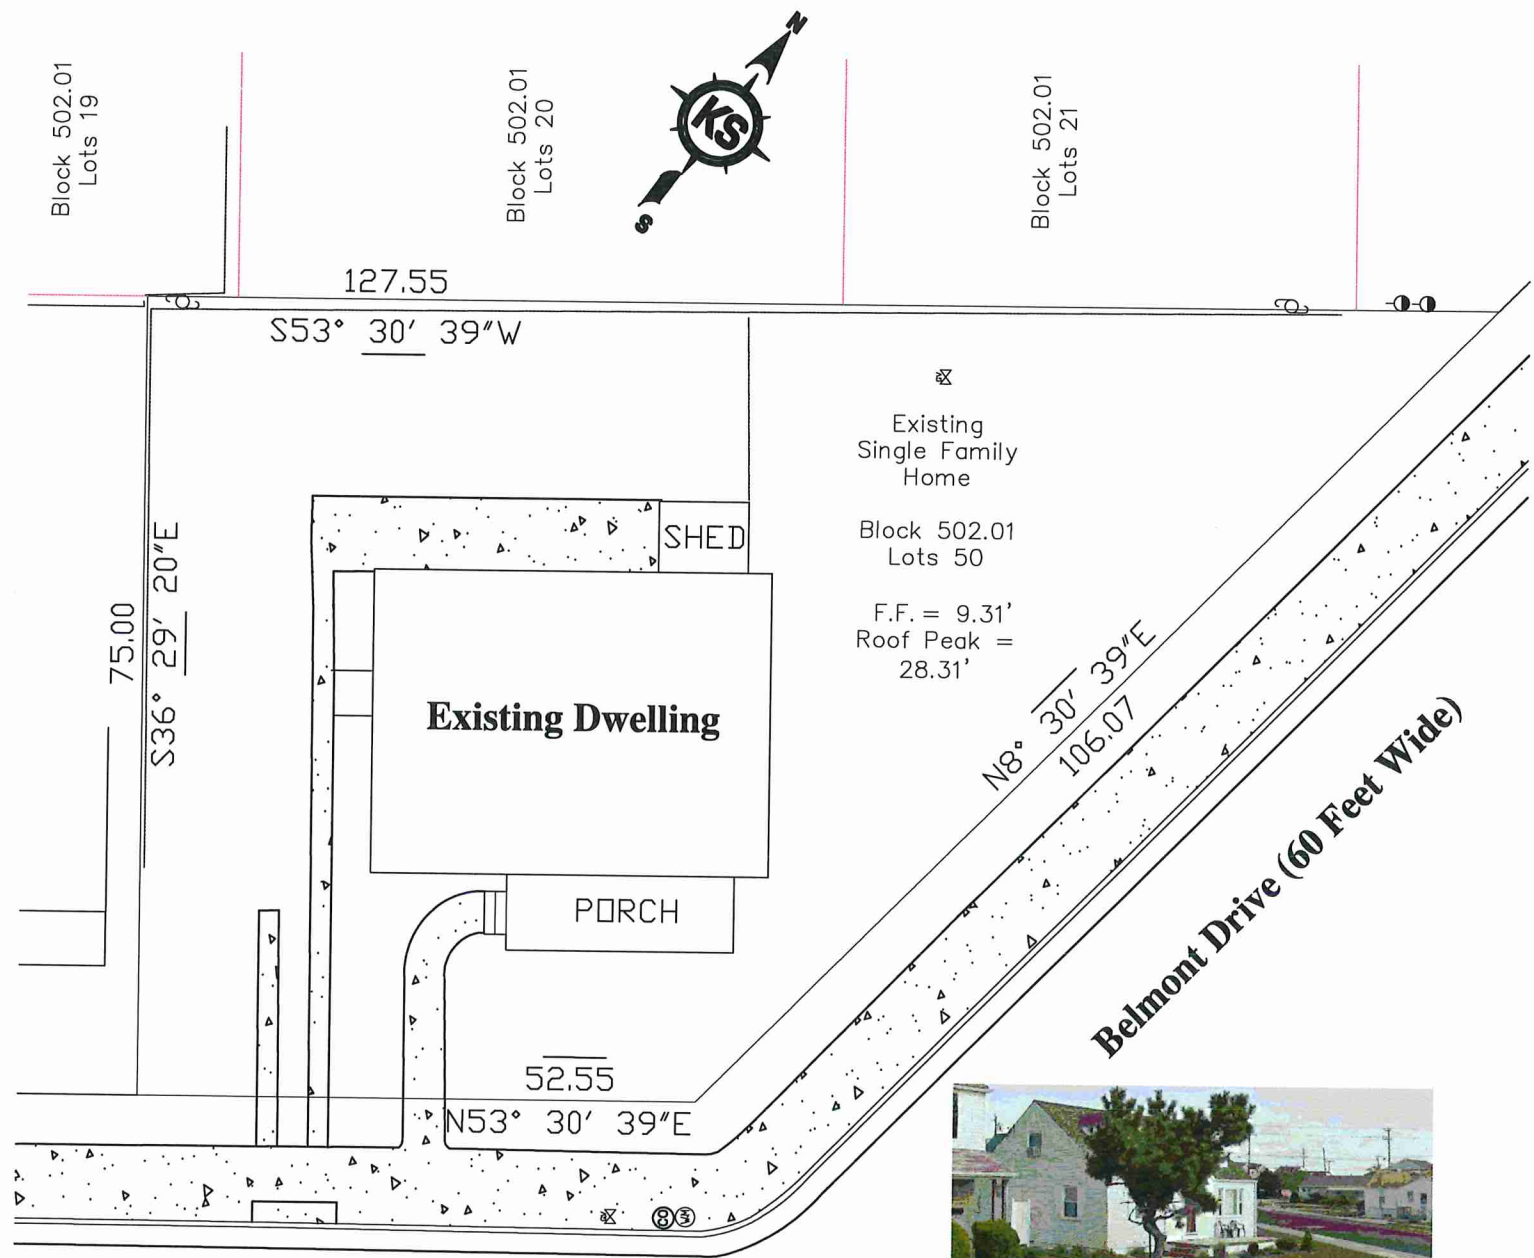 Block 502.01
Lots 19
Block 502.01
Lots 20
N
KS
S
Block 502.01
Lots 21
127.55
S53° 30' 39"W
Existing
Single Family
Home
Block 502.01
Lots 50
F.F. = 9.31'
Roof Peak =
28.31'
SHED
75.00
S36° 29' 20"E
Existing Dwelling
N8° 30' 39"E
106.07
Belmont Drive (60 Feet Wide)
PORCH
52.55
N53° 30' 39"E
CO